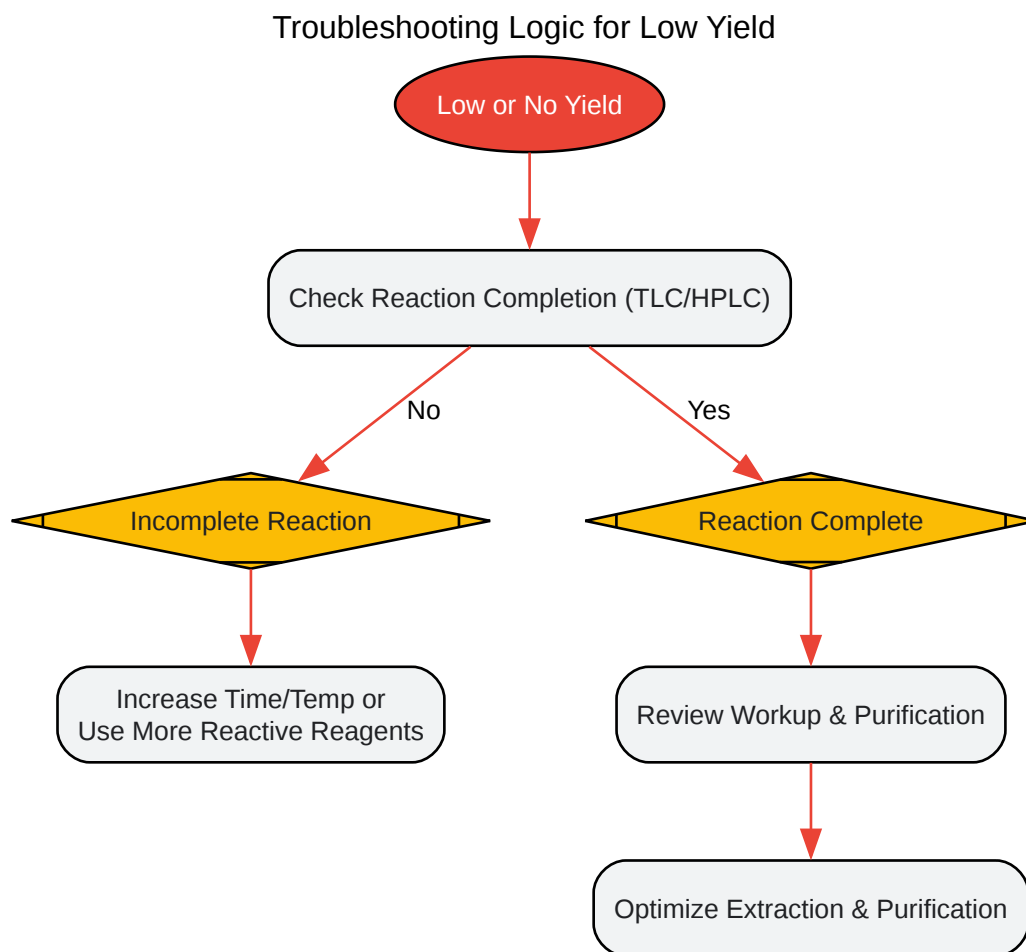 Troubleshooting Logic for Low Yield
Low or No Yield
Check Reaction Completion (TLC/HPLC)
No
Yes
Incomplete Reaction
Reaction Complete
Increase Time/Temp or
Use More Reactive Reagents
Review Workup & Purification
Optimize Extraction & Purification